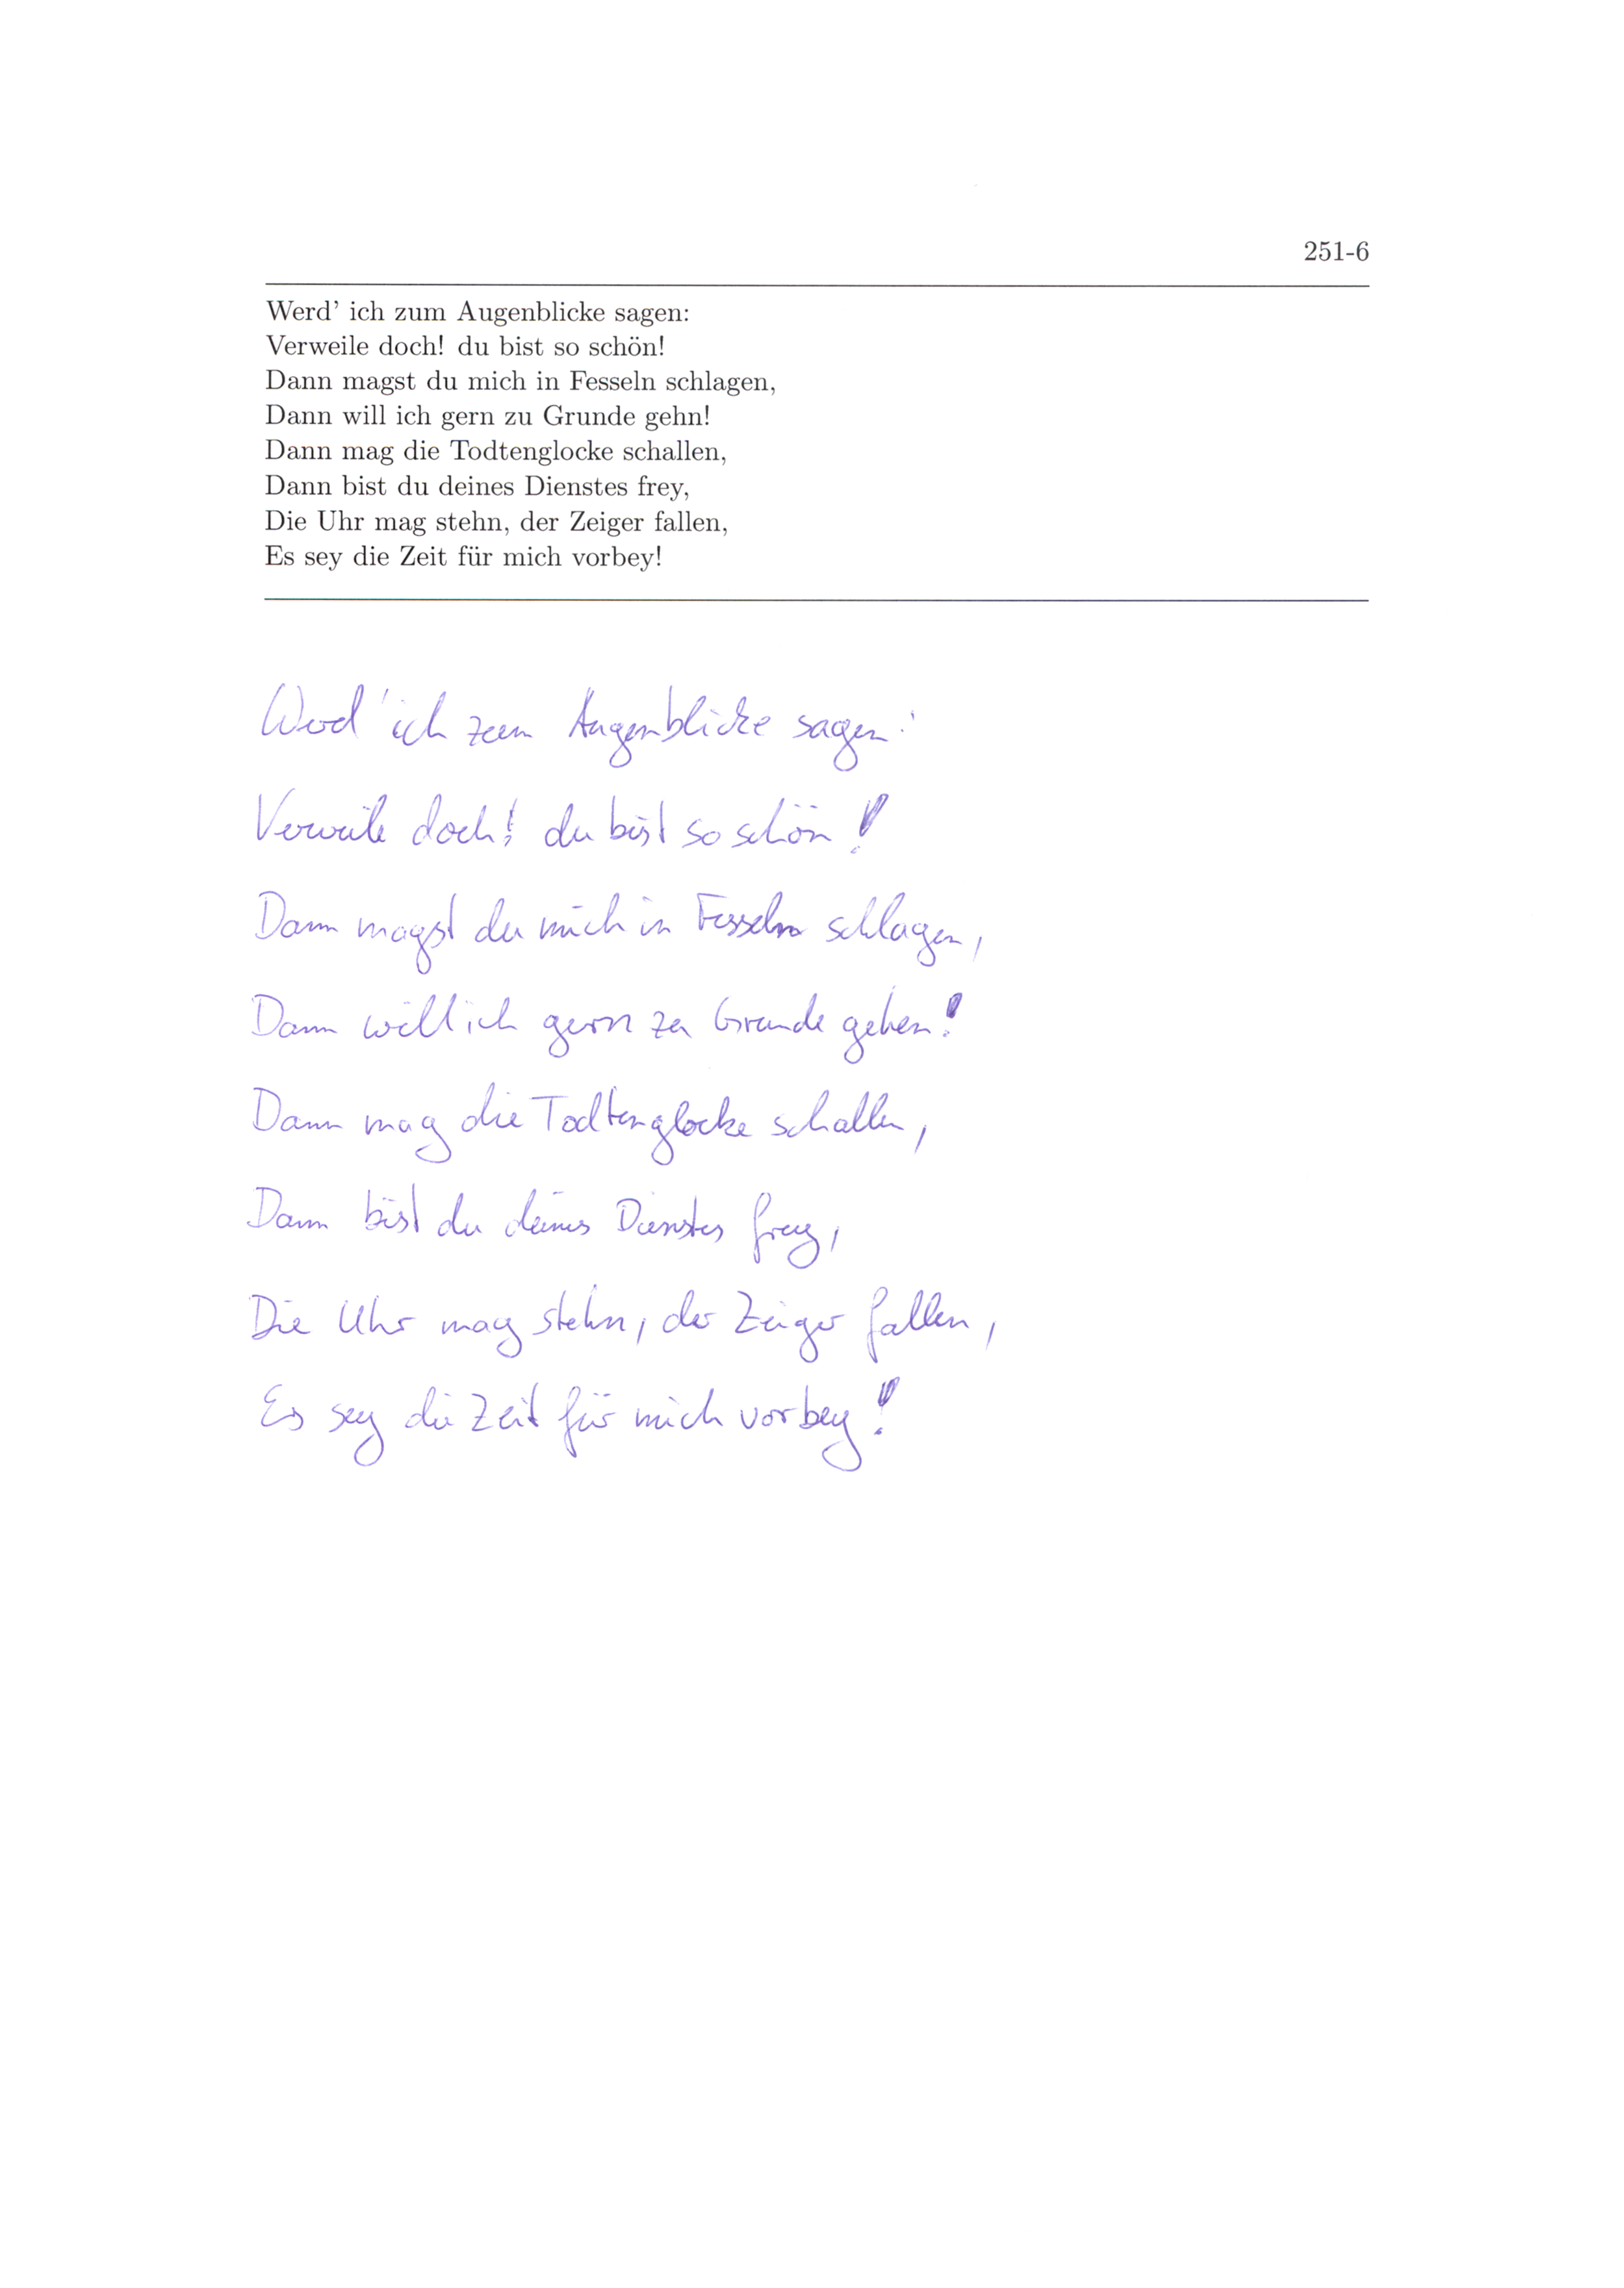 251-6
Werd' ich zum Augenblicke sagen:
Verweile doch! du bist so schön!
Dann magst du mich in Fesseln schlagen,
Dann will ich gern zu Grunde gehn!
Dann mag die Todtenglocke schallen,
Dann bist du deines Dienstes frey,
Die Uhr mag stehn, der Zeiger fallen,
Es sey die Zeit für mich vorbey!
Werd' ich zum Augenblicke sagen:
Verweile doch! du bist so schön!
Dann magst du mich in Fesseln schlagen,
Dann will ich gern zu Grunde gehen!
Dann mag die Todtenglocke schallen,
Dann bist du deines Dienstes frey,
Die Uhr mag stehn, der Zeiger fallen,
Es sey die Zeit für mich vorbey!